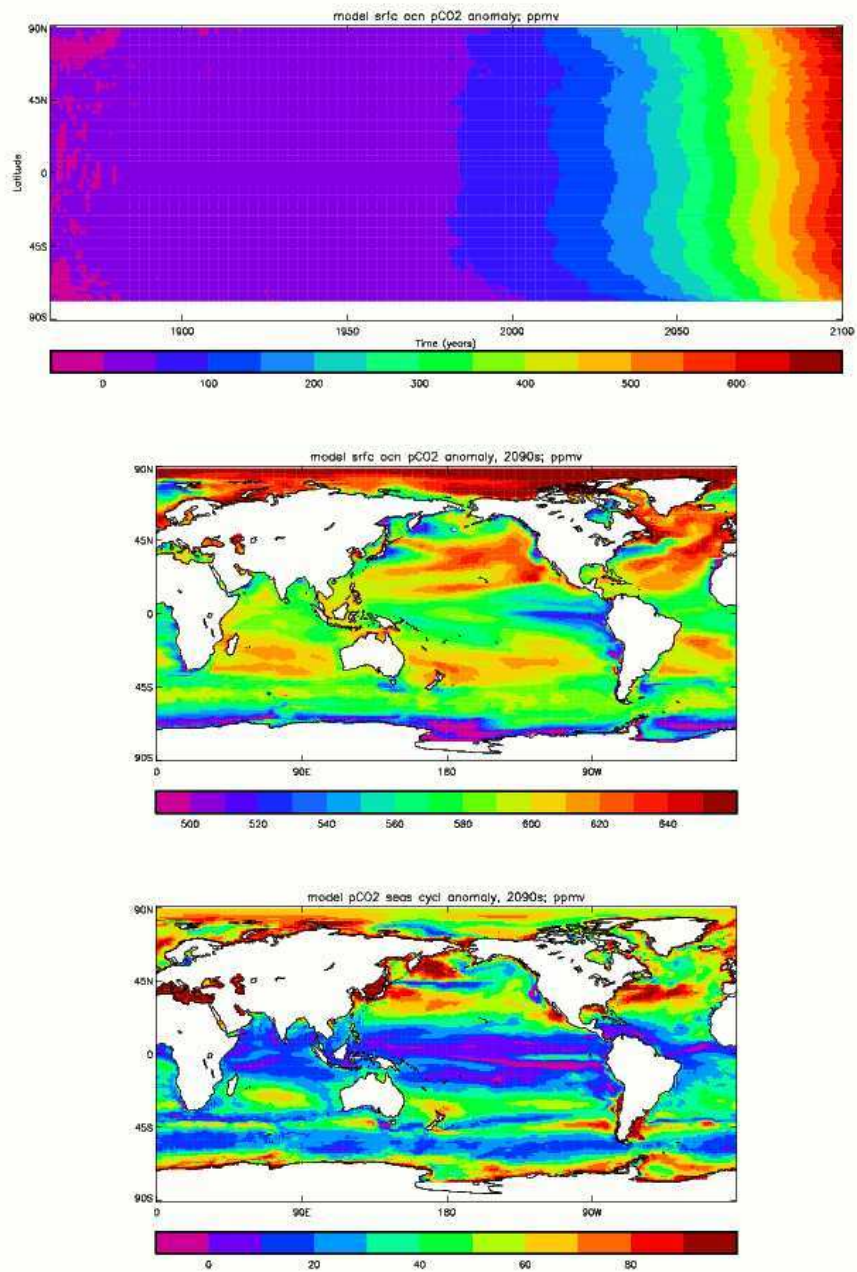 model srfc ocn pCO2 anomaly; ppmv
90N
45N
0
45S
90S
Latitude
1900 1950 2000 2050 2100
Time (years)
0 100 200 300 400 500 600
model srfc ocn pCO2 anomaly, 2090s; ppmv
90N
45N
0
45S
90S
0 90E 180 90W
500 520 540 560 580 600 620 640
model pCO2 seas cycl anomaly, 2090s; ppmv
90N
45N
0
45S
90S
0 90E 180 90W
0 20 40 60 80